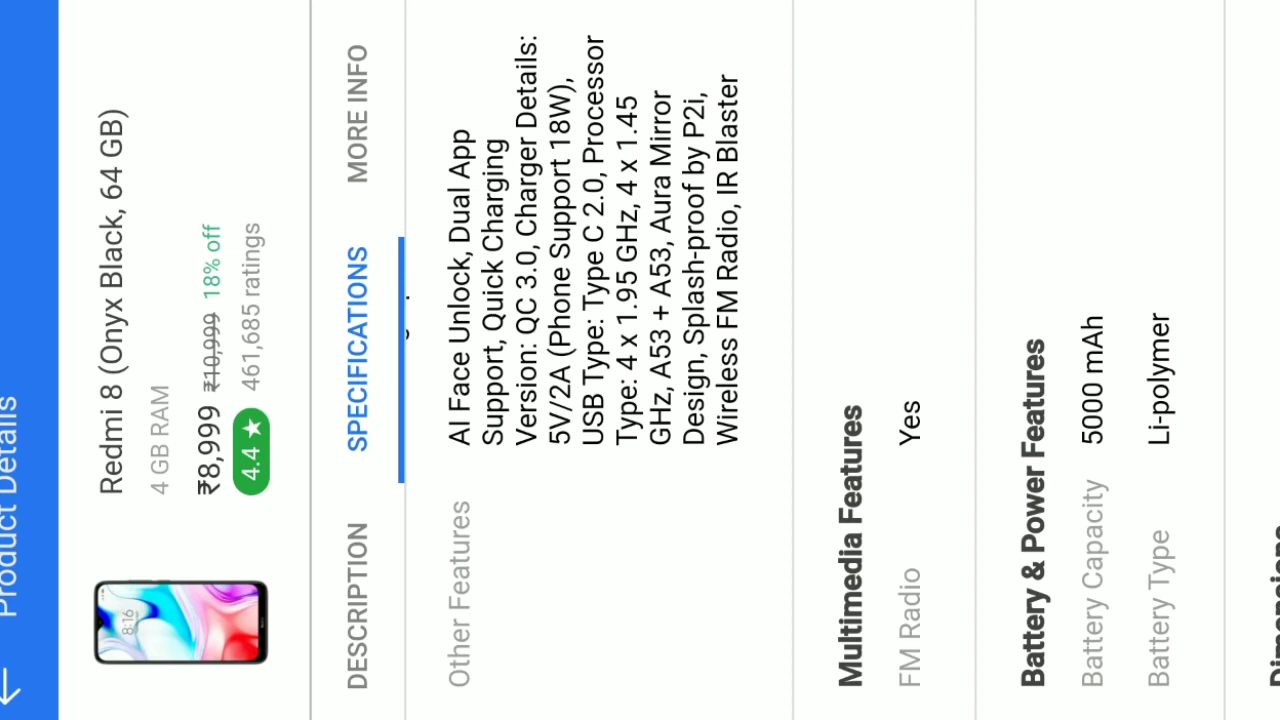 Product Details
Redmi 8 (Onyx Black, 64 GB)
4 GB RAM
₹8,999 ₹10,999 18% off
4.4 ★ 461,685 ratings
8:16
DESCRIPTION SPECIFICATIONS MORE INFO
Other Features AI Face Unlock, Dual App
Support, Quick Charging
Version: QC 3.0, Charger Details:
5V/2A (Phone Support 18W),
USB Type: Type C 2.0, Processor
Type: 4 x 1.95 GHz, 4 x 1.45
GHz, A53 + A53, Aura Mirror
Design, Splash-proof by P2i,
Wireless FM Radio, IR Blaster
Multimedia Features
FM Radio Yes
Battery & Power Features
Battery Capacity 5000 mAh
Battery Type Li-polymer
Dimensions